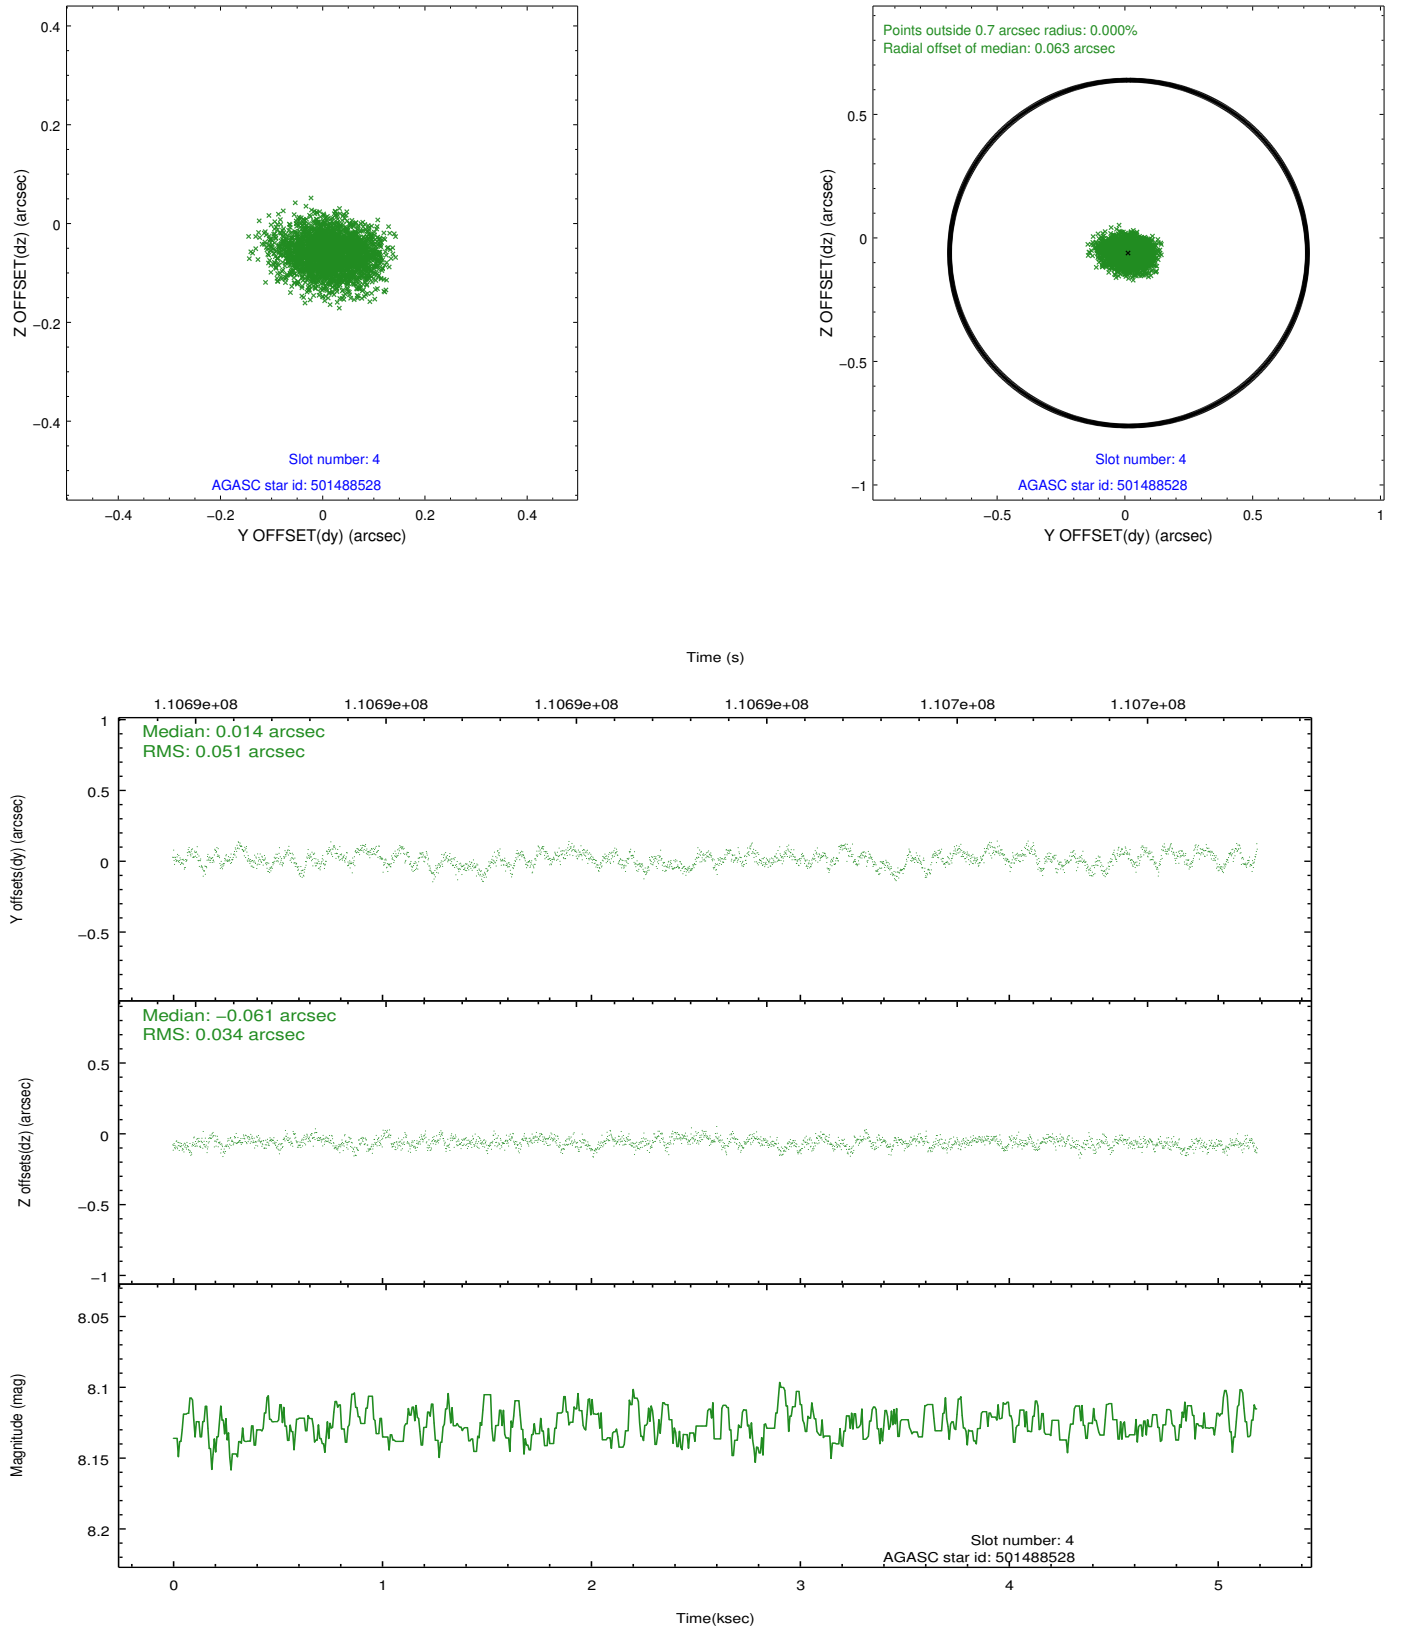 0.4
0.2
0
−0.2
−0.4
Z OFFSET(dz) (arcsec)
Slot number: 4
AGASC star id: 501488528
−0.4 −0.2 0 0.2 0.4
Y OFFSET(dy) (arcsec)
Points outside 0.7 arcsec radius: 0.000%
Radial offset of median: 0.063 arcsec
0.5
0
−0.5
−1
Z OFFSET(dz) (arcsec)
Slot number: 4
AGASC star id: 501488528
−0.5 0 0.5 1
Y OFFSET(dy) (arcsec)
Time (s)
1.1069e+08 1.1069e+08 1.1069e+08 1.1069e+08 1.107e+08 1.107e+08
Median: 0.014 arcsec
RMS: 0.051 arcsec
1
0.5
0
−0.5
Y offsets(dy) (arcsec)
Median: −0.061 arcsec
RMS: 0.034 arcsec
0.5
0
−0.5
−1
Z offsets(dz) (arcsec)
8.05
8.1
8.15
8.2
Magnitude (mag)
Slot number: 4
AGASC star id: 501488528
0 1 2 3 4 5
Time(ksec)